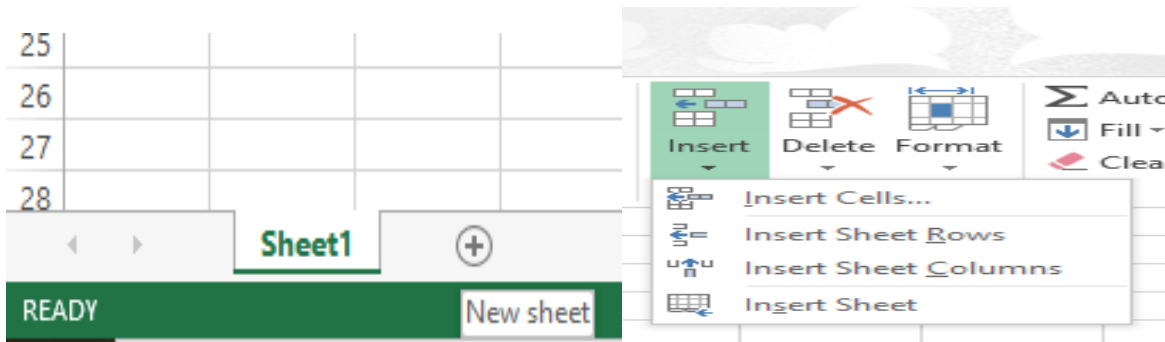 25
26
27
28
Sheet1
READY
New sheet
Insert Delete Format
Auto
Fill
Clea
Insert Cells...
Insert Sheet Rows
Insert Sheet Columns
Insert Sheet